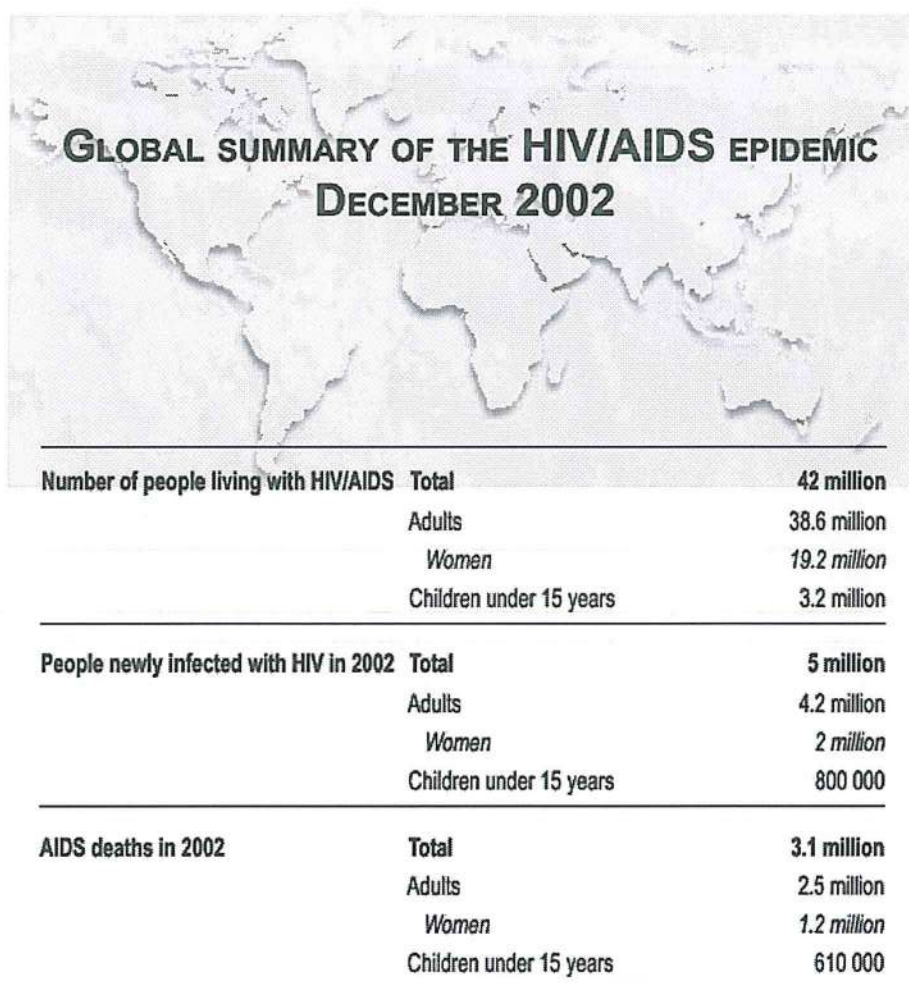 GLOBAL SUMMARY OF THE HIV/AIDS EPIDEMIC
DECEMBER 2002
Number of people living with HIV/AIDS Total 42 million
Adults 38.6 million
Women 19.2 million
Children under 15 years 3.2 million
People newly infected with HIV in 2002 Total 5 million
Adults 4.2 million
Women 2 million
Children under 15 years 800 000
AIDS deaths in 2002 Total 3.1 million
Adults 2.5 million
Women 1.2 million
Children under 15 years 610 000